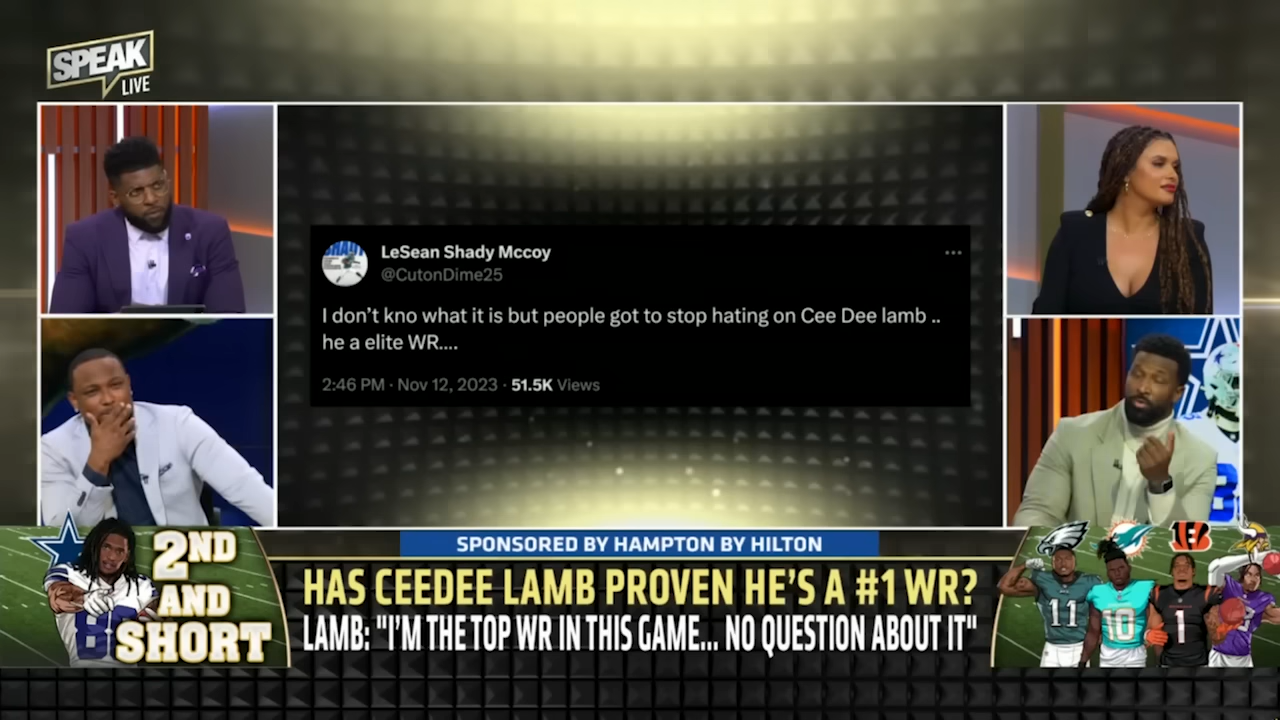 SPEAK
LIVE
LeSean Shady Mccoy
@CutonDime25
I don't kno what it is but people got to stop hating on Cee Dee lamb ..
he a elite WR....
2:46 PM · Nov 12, 2023 · 51.5K Views
SPONSORED BY HAMPTON BY HILTON
2ND
AND
SHORT
HAS CEEDEE LAMB PROVEN HE'S A #1 WR?
LAMB: "I'M THE TOP WR IN THIS GAME... NO QUESTION ABOUT IT"
11
10
1